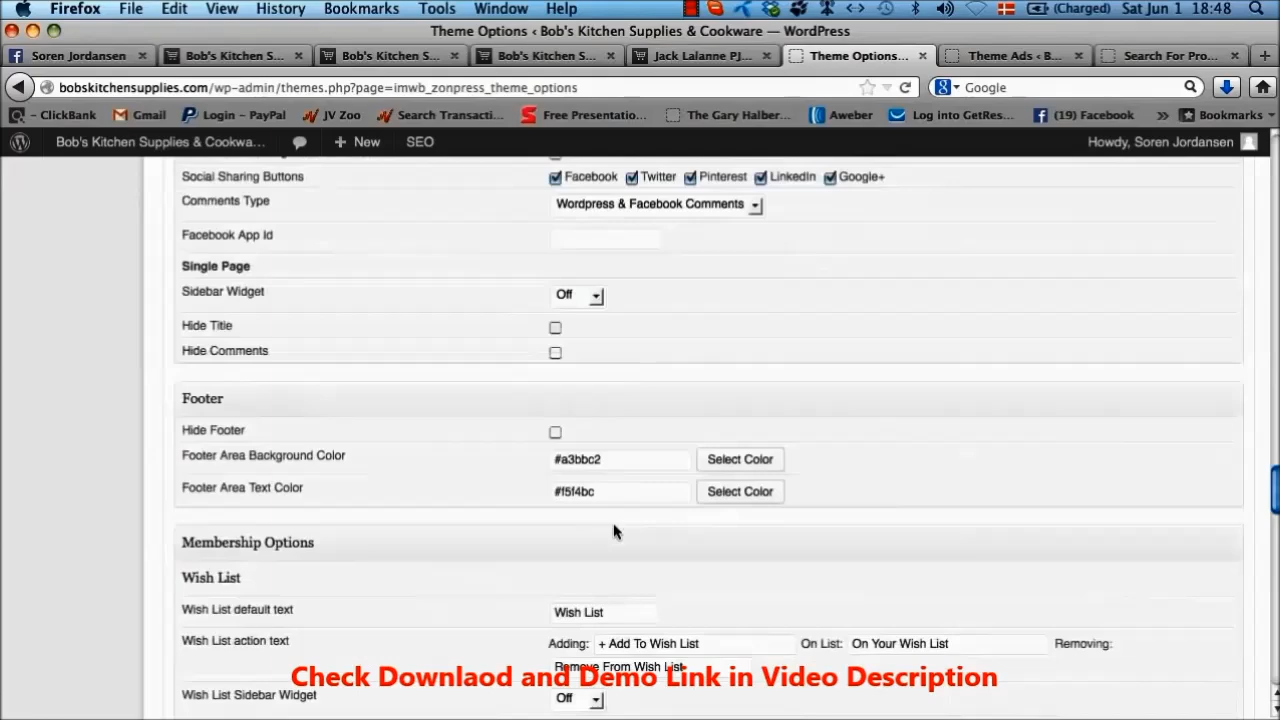 Firefox File Edit View History Bookmarks Tools Window Help (Charged) Sat Jun 1 18:48
Theme Options ‹ Bob's Kitchen Supplies & Cookware — WordPress
Soren Jordansen Bob's Kitchen S... Bob's Kitchen S... Bob's Kitchen S... Jack Lalanne PJ... Theme Options... Theme Ads ‹ B... Search For Pro...
bobskitchensupplies.com/wp-admin/themes.php?page=imwb_zonpress_theme_options Google
ClickBank Gmail Login – PayPal JV Zoo Search Transacti... Free Presentatio... The Gary Halber... Aweber Log into GetRes... (19) Facebook » Bookmarks
Bob's Kitchen Supplies & Cookwa... + New SEO Howdy, Soren Jordansen
Social Sharing Buttons Facebook Twitter Pinterest LinkedIn Google+
Comments Type Wordpress & Facebook Comments
Facebook App Id
Single Page
Sidebar Widget Off
Hide Title
Hide Comments
Footer
Hide Footer
Footer Area Background Color #a3bbc2 Select Color
Footer Area Text Color #f5f4bc Select Color
Membership Options
Wish List
Wish List default text Wish List
Wish List action text Adding: + Add To Wish List On List: On Your Wish List Removing:
Remove From Wish List
Check Downlaod and Demo Link in Video Description
Wish List Sidebar Widget Off